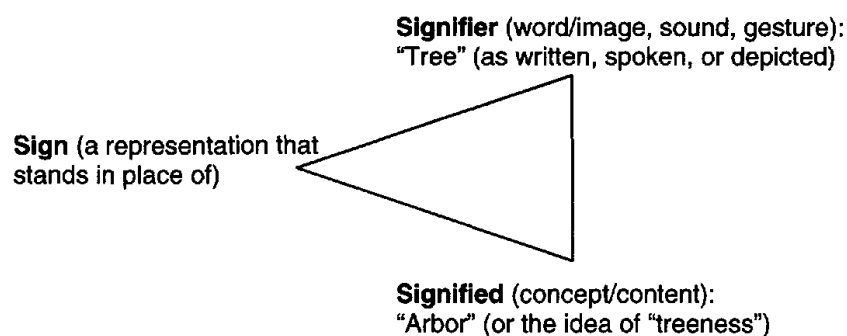 Signifier (word/image, sound, gesture):
“Tree” (as written, spoken, or depicted)
Sign (a representation that
stands in place of)
Signified (concept/content):
“Arbor” (or the idea of “treeness”)